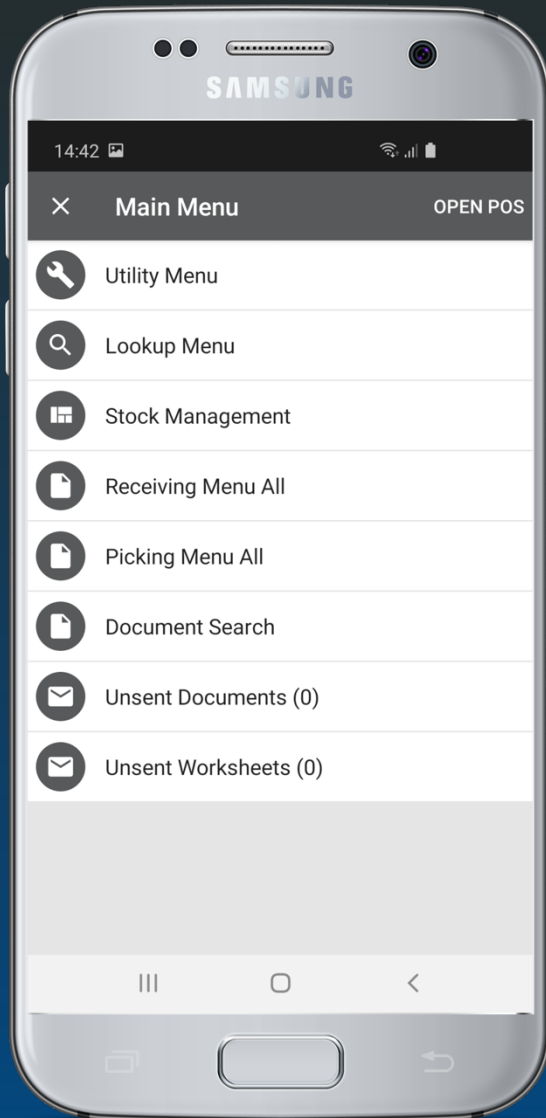 SAMSUNG
14:42
Main Menu OPEN POS
Utility Menu
Lookup Menu
Stock Management
Receiving Menu All
Picking Menu All
Document Search
Unsent Documents (0)
Unsent Worksheets (0)